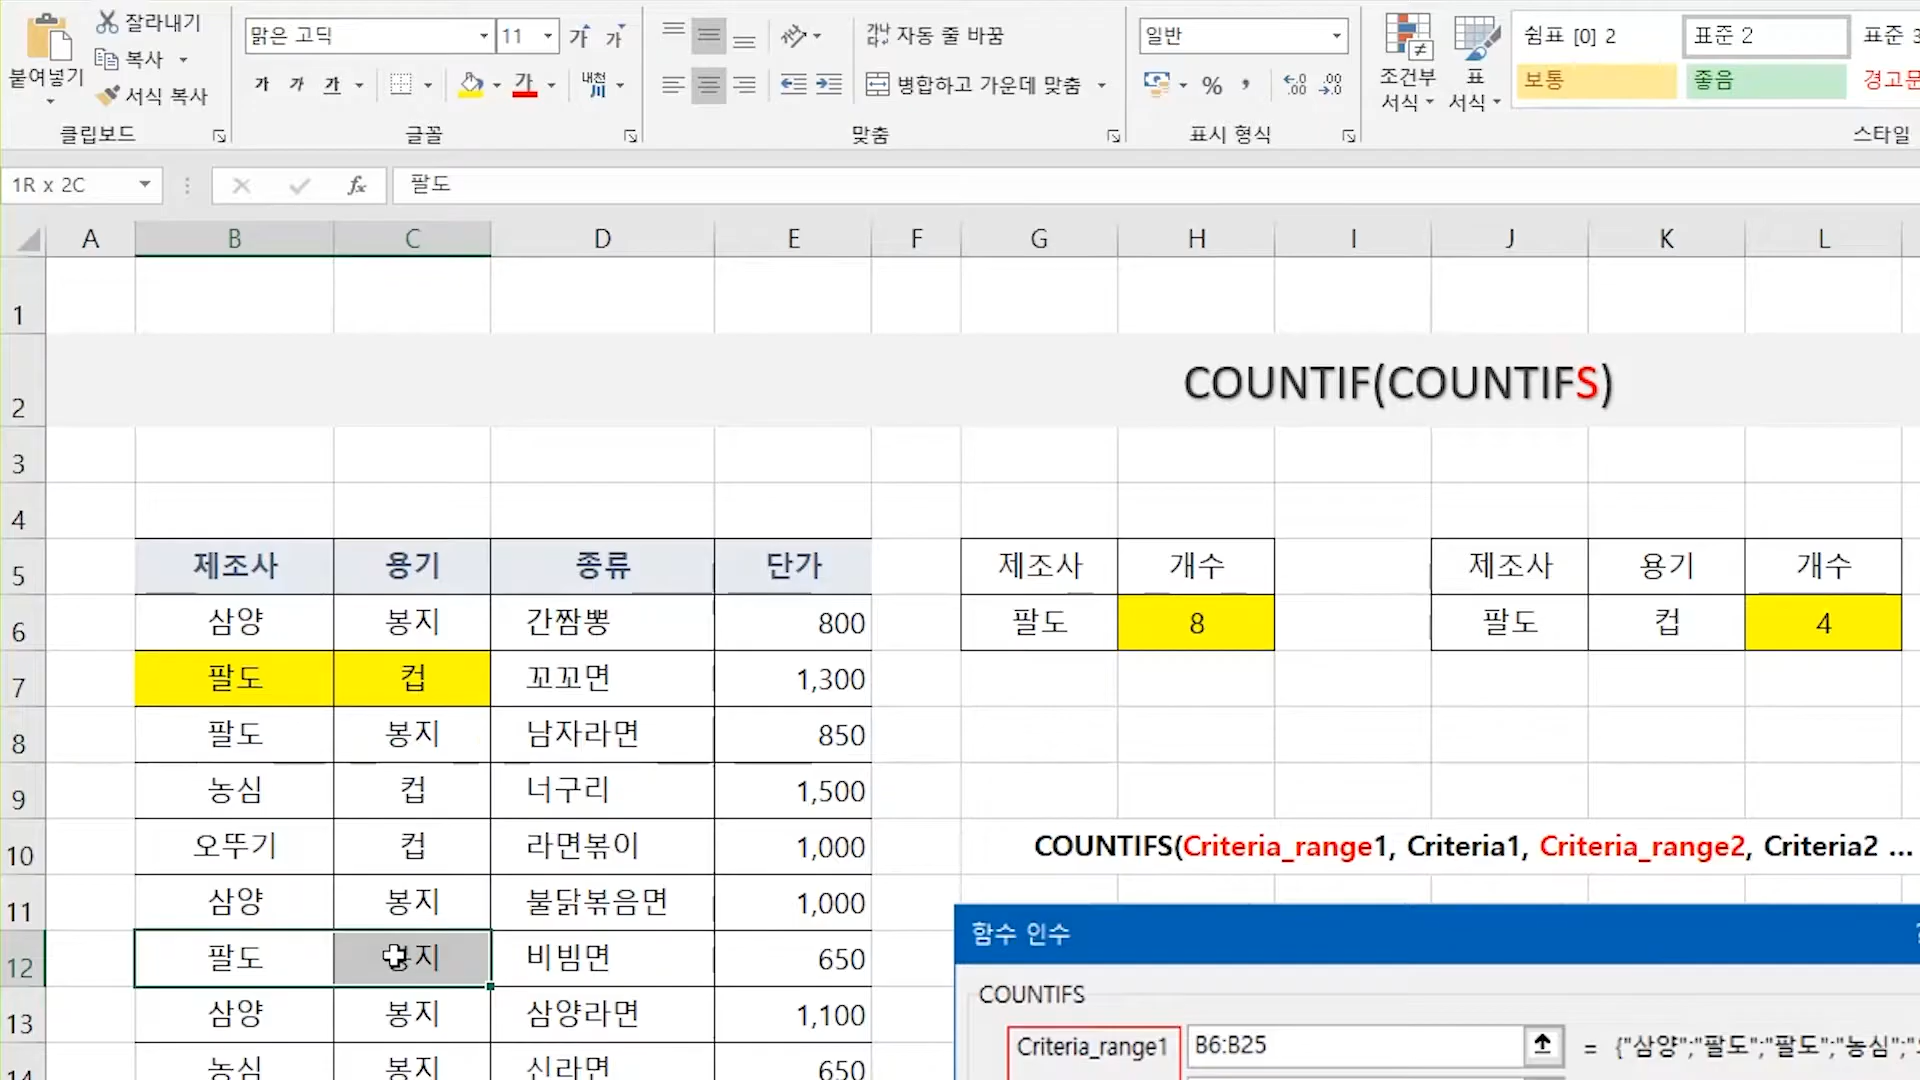 잘라내기
복사
서식 복사
붙여넣기
클립보드
맑은 고딕
11
가 가
가 가 가
가
내천
글꼴
갸냐 자동 줄 바꿈
병합하고 가운데 맞춤
맞춤
일반
%
표시 형식
조건부
서식
표
서식
쉼표 [0] 2
표준 2
표준 3
보통
좋음
경고문
스타일
1R x 2C
fx
팔도
A B C D E F G H I J K L
1
2 COUNTIF(COUNTIFS)
3
4
5 제조사 용기 종류 단가 제조사 개수 제조사 용기 개수
6 삼양 봉지 간짬뽕 800 팔도 8 팔도 컵 4
7 팔도 컵 꼬꼬면 1,300
8 팔도 봉지 남자라면 850
9 농심 컵 너구리 1,500
10 오뚜기 컵 라면볶이 1,000 COUNTIFS(Criteria_range1, Criteria1, Criteria_range2, Criteria2 ...
11 삼양 봉지 불닭볶음면 1,000
12 팔도 봉지 비빔면 650
13 삼양 봉지 삼양라면 1,100
14 농심 봉지 신라면 650
함수 인수
COUNTIFS
Criteria_range1 B6:B25 = {"삼양";"팔도";"팔도";"농심";"